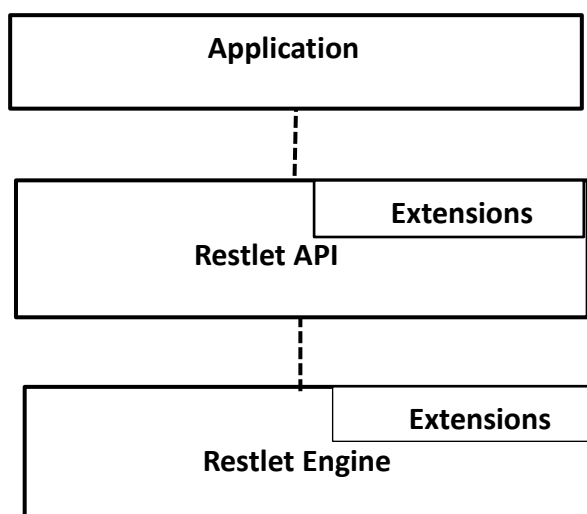 Application
Extensions
Restlet API
Extensions
Restlet Engine